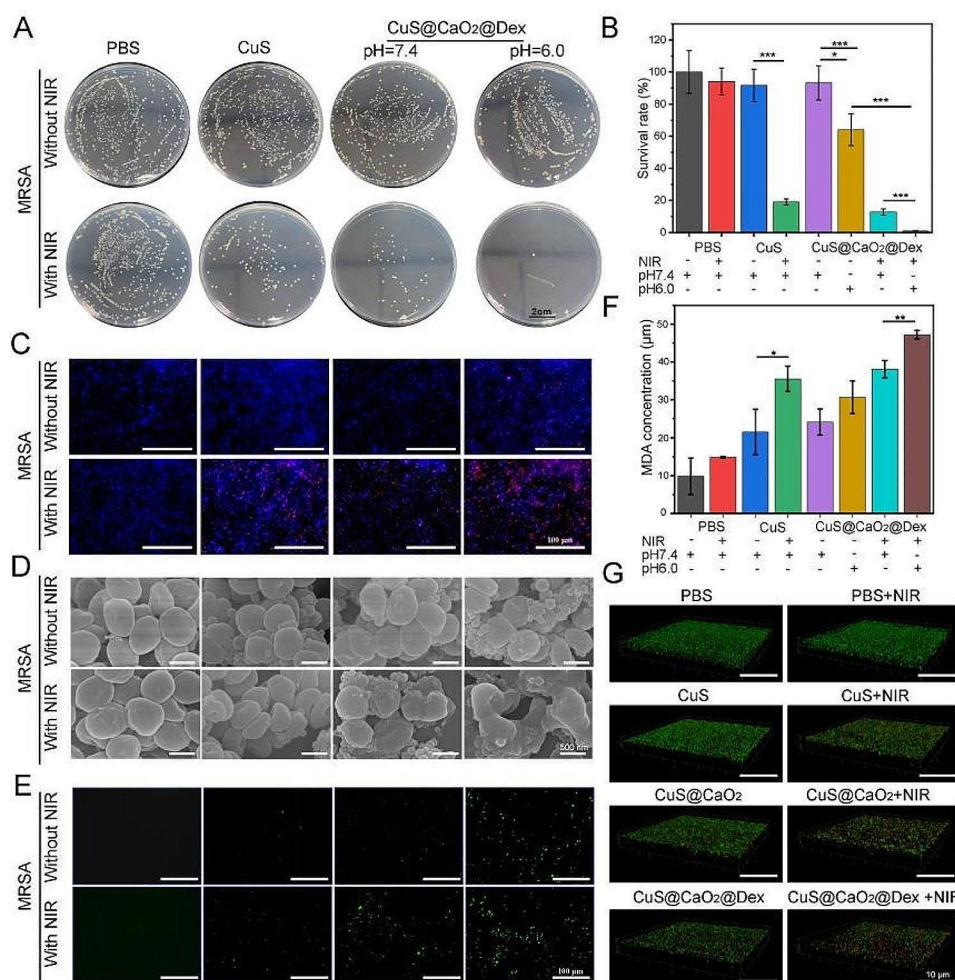 A
PBS
CuS
CuS@CaO₂@Dex
pH=7.4
pH=6.0
MRSA
Without NIR
With NIR
2cm
B
Survival rate (%)
120
100
80
60
40
20
0
***
***
*
***
***
PBS
CuS
CuS@CaO₂@Dex
NIR - + - + - - + +
pH7.4 + + + + + - + -
pH6.0 - - - - - + - +
C
MRSA
Without NIR
With NIR
100 μm
D
MRSA
Without NIR
With NIR
500 nm
E
MRSA
Without NIR
With NIR
100 μm
F
MDA concentration (μm)
50
40
30
20
10
0
*
**
PBS
CuS
CuS@CaO₂@Dex
NIR - + - + - - + +
pH7.4 + + + + + - + -
pH6.0 - - - - - + - +
G
PBS
PBS+NIR
CuS
CuS+NIR
CuS@CaO₂
CuS@CaO₂+NIR
CuS@CaO₂@Dex
CuS@CaO₂@Dex +NIR
10 μm